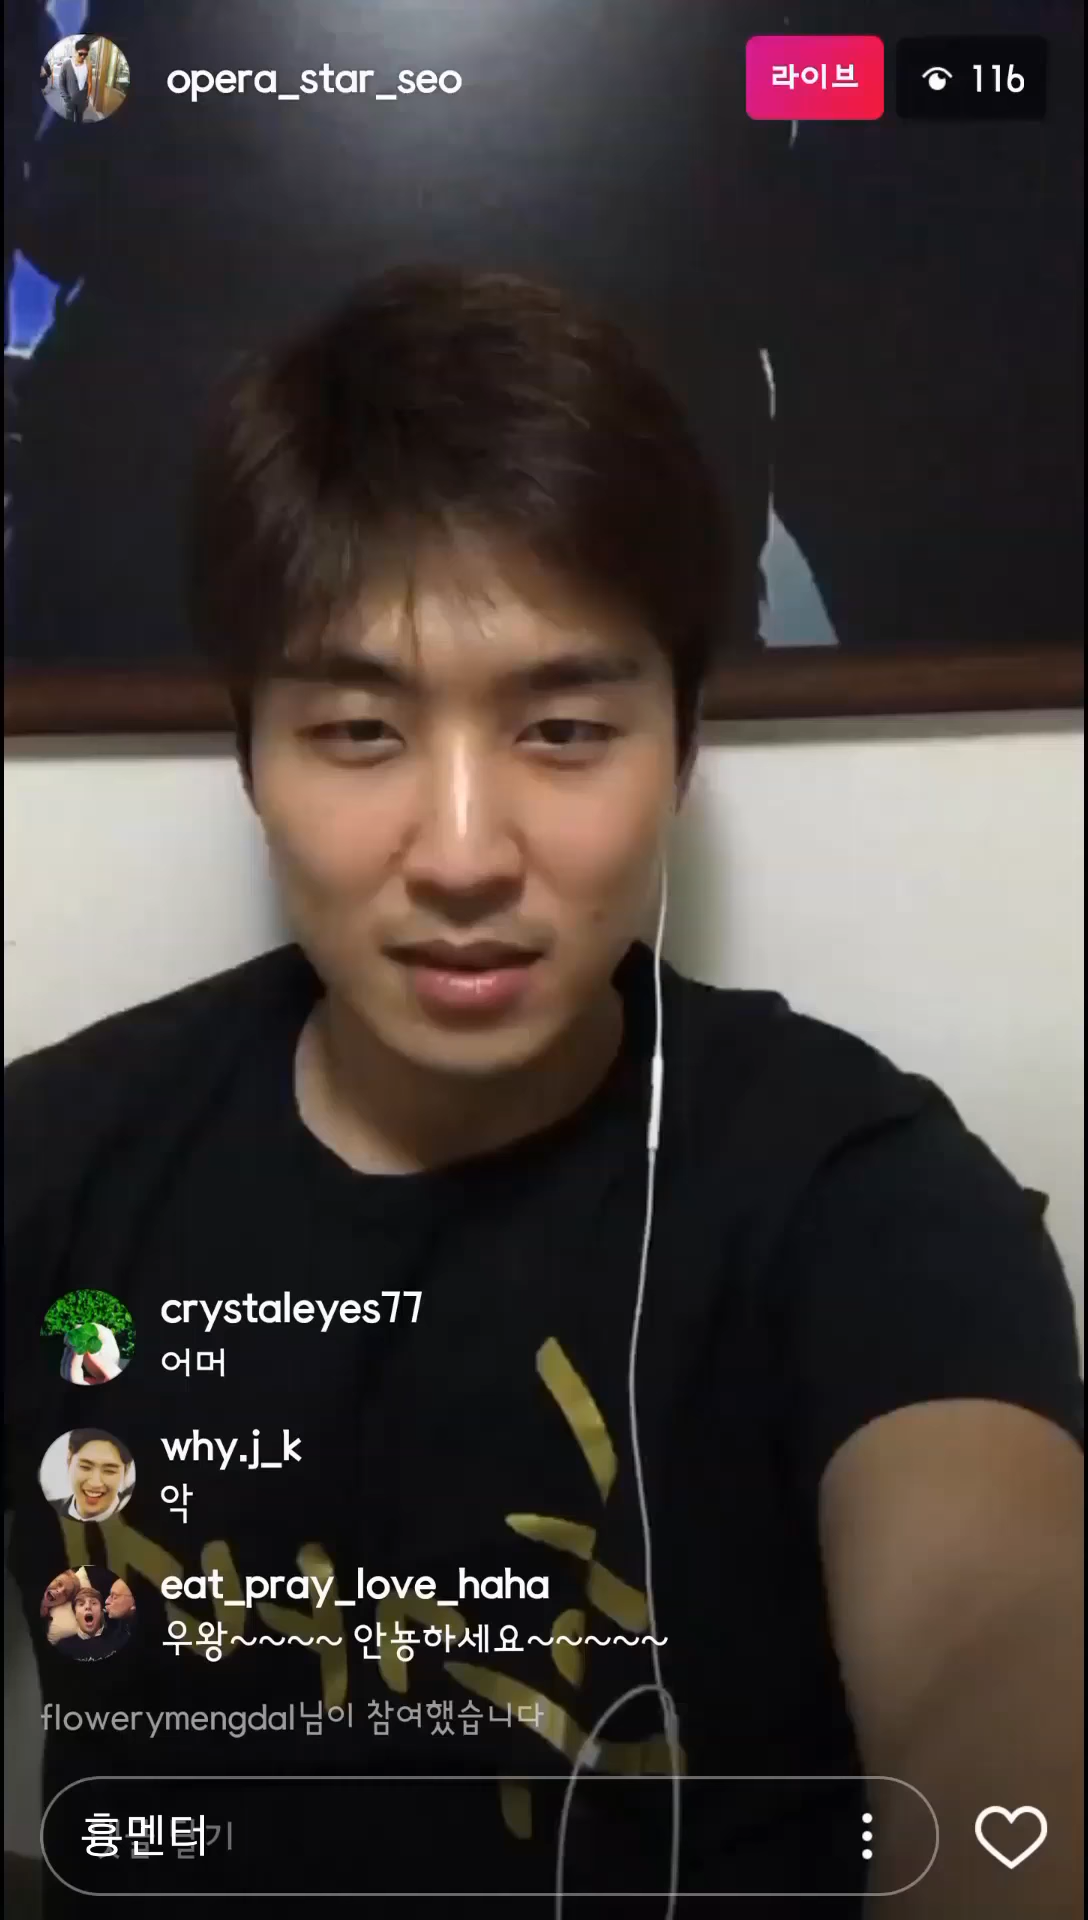 opera_star_seo
라이브
116
crystaleyes77
어머
why.j_k
악
eat_pray_love_haha
우왕~~~~ 안뇽하세요~~~~~
flowerymengdal님이 참여했습니다
흉멘터